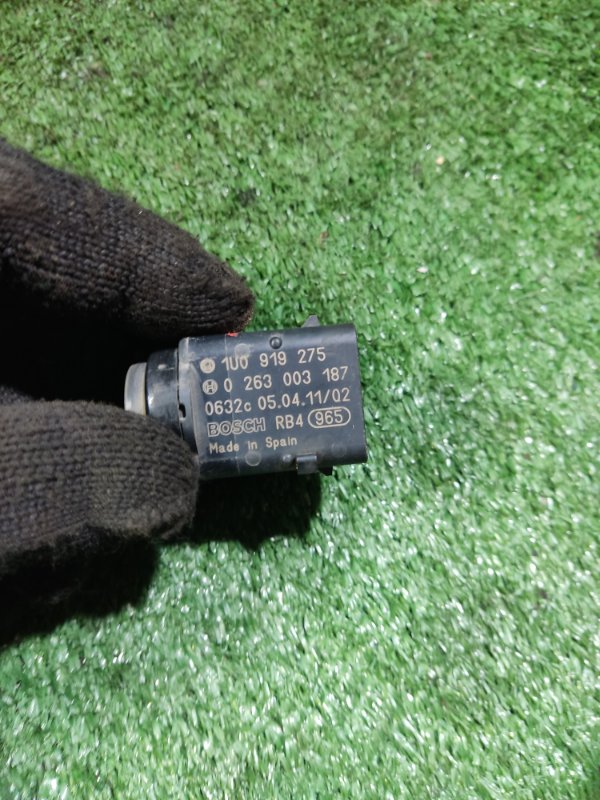 1U0 919 275
0 263 003 187
0632c 05.04.11/02
BOSCH RB4 965
Made in Spain